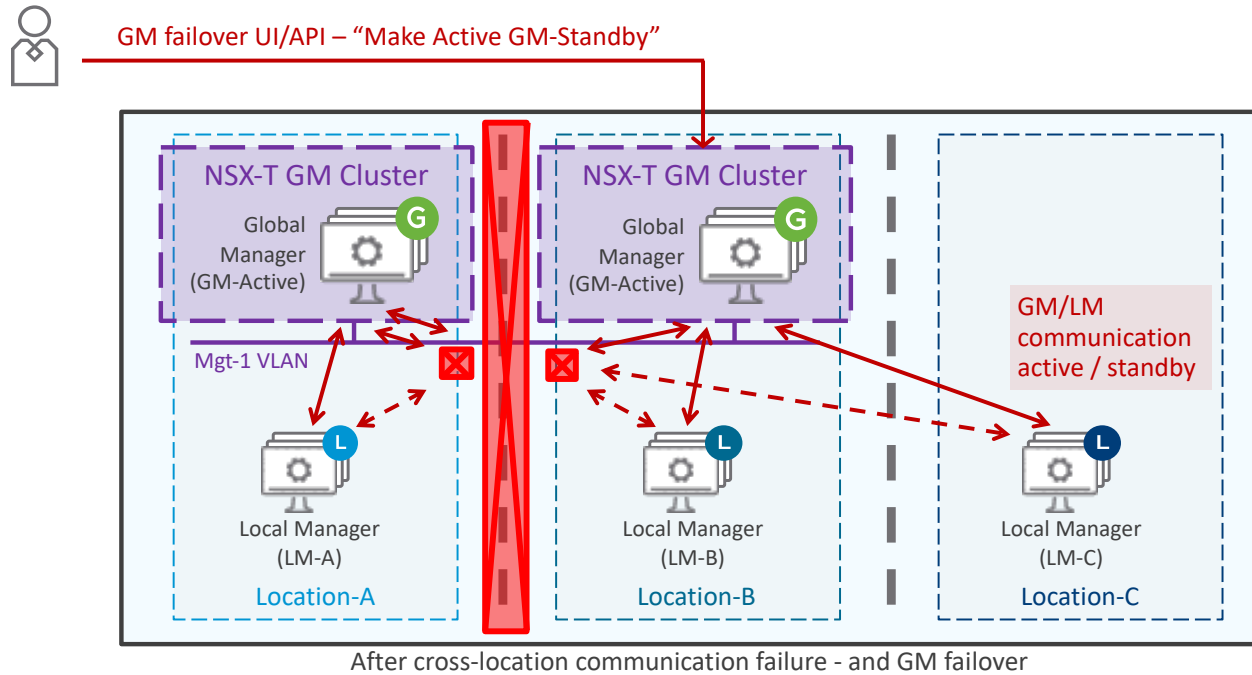 GM failover UI/API – “Make Active GM-Standby”
NSX-T GM Cluster
Global
Manager
(GM-Active)
G
NSX-T GM Cluster
Global
Manager
(GM-Active)
G
GM/LM
communication
active / standby
Mgt-1 VLAN
L
Local Manager
(LM-A)
Location-A
L
Local Manager
(LM-B)
Location-B
L
Local Manager
(LM-C)
Location-C
After cross-location communication failure - and GM failover